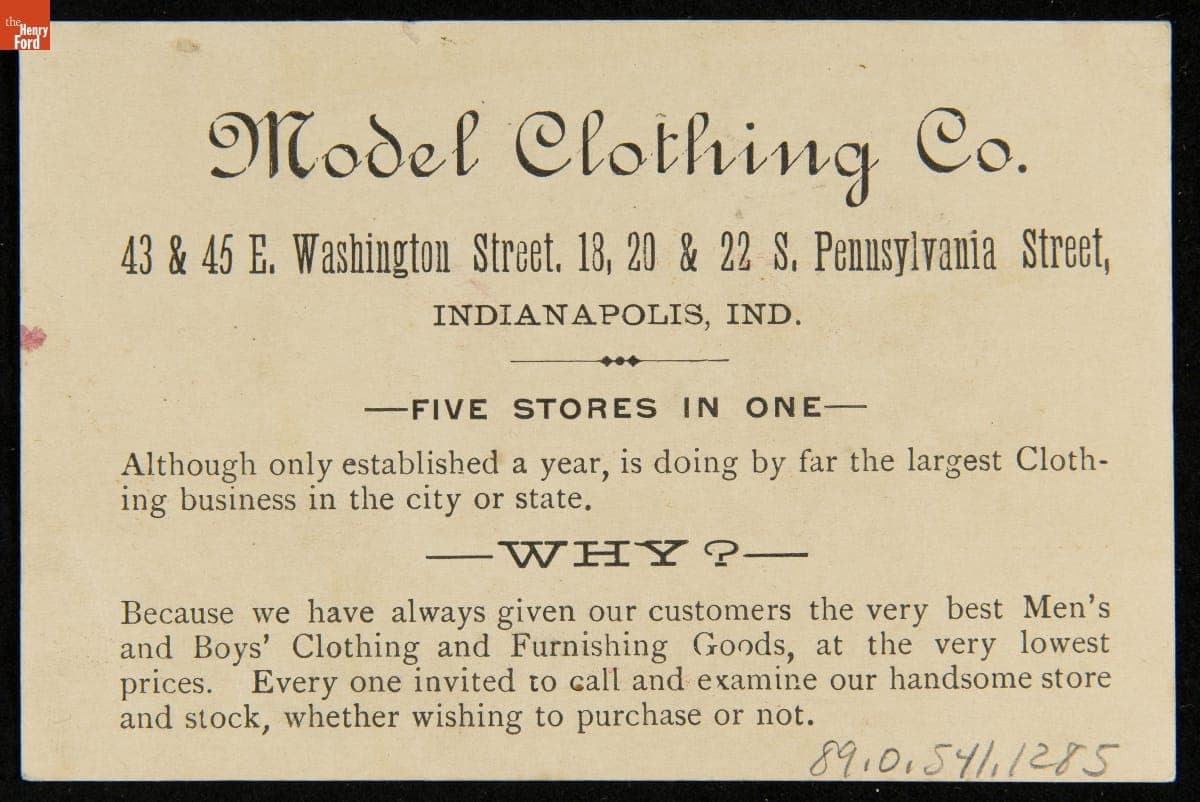 the
Henry
Ford
Model Clothing Co.
43 & 45 E. Washington Street. 18, 20 & 22 S. Pennsylvania Street,
INDIANAPOLIS, IND.
—FIVE STORES IN ONE—
Although only established a year, is doing by far the largest Cloth-
ing business in the city or state.
—WHY?—
Because we have always given our customers the very best Men's
and Boys' Clothing and Furnishing Goods, at the very lowest
prices. Every one invited to call and examine our handsome store
and stock, whether wishing to purchase or not.
89.0.541.1285